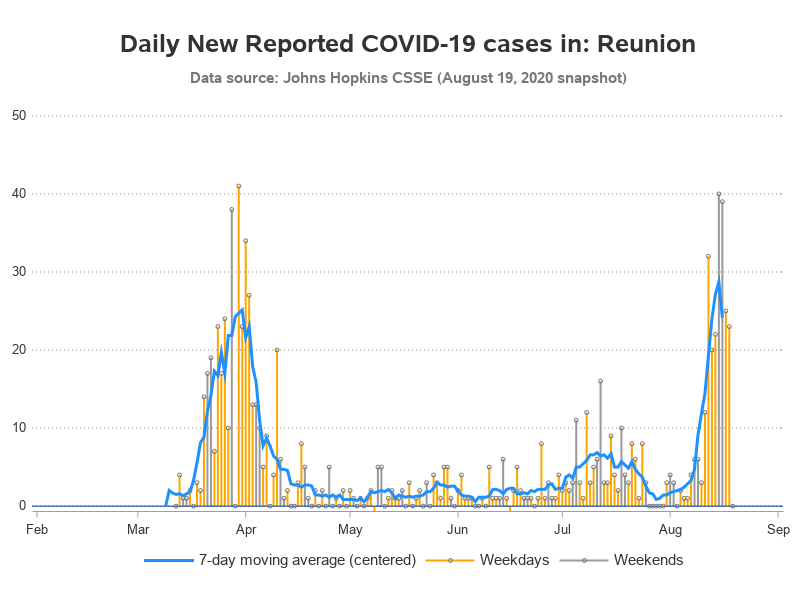 Daily New Reported COVID-19 cases in: Reunion
Data source: Johns Hopkins CSSE (August 19, 2020 snapshot)
50
40
30
20
10
0
Feb Mar Apr May Jun Jul Aug Sep
7-day moving average (centered) Weekdays Weekends